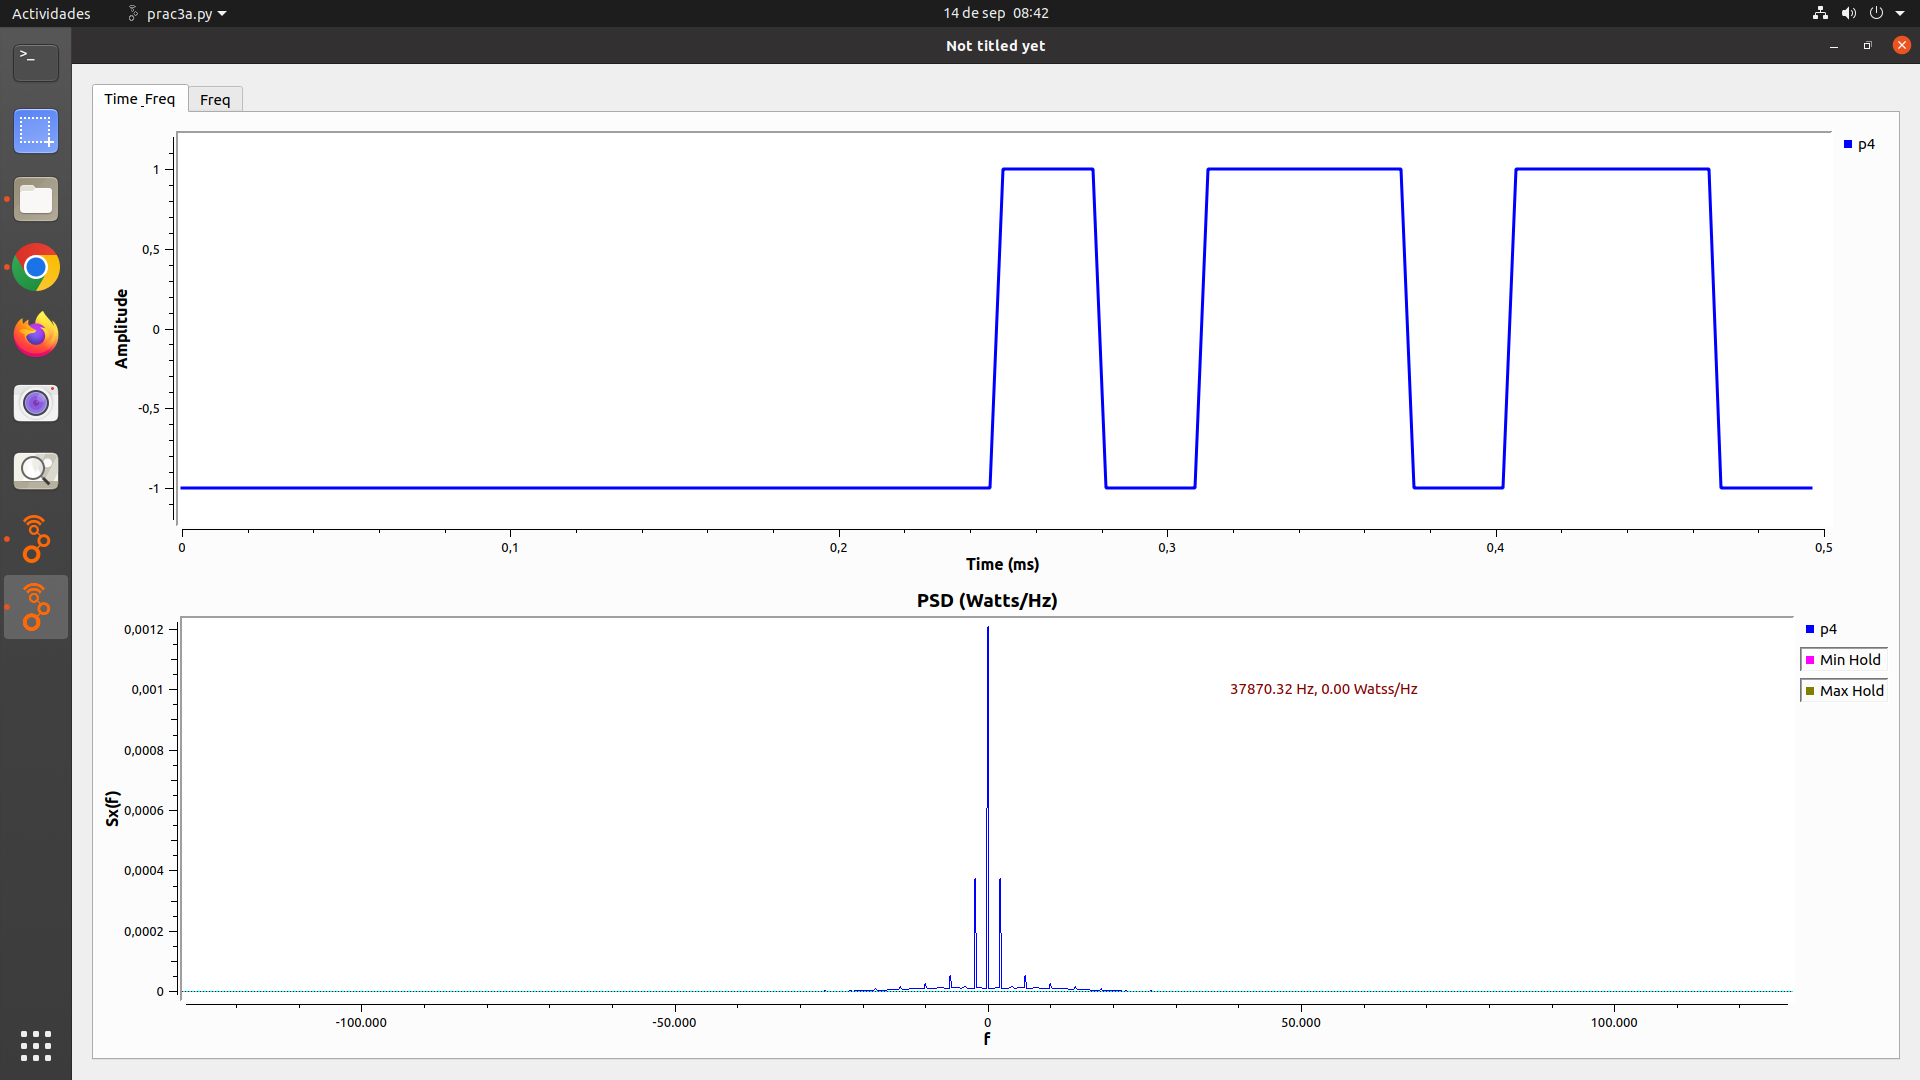 Actividades
prac3a.py
14 de sep 08:42
Not titled yet
Time_Freq
Freq
p4
1
0,5
0
-0,5
-1
Amplitude
0
0,1
0,2
0,3
0,4
0,5
Time (ms)
PSD (Watts/Hz)
p4
Min Hold
Max Hold
37870.32 Hz, 0.00 Watss/Hz
0,0012
0,001
0,0008
0,0006
0,0004
0,0002
0
Sx(f)
-100.000
-50.000
0
50.000
100.000
f